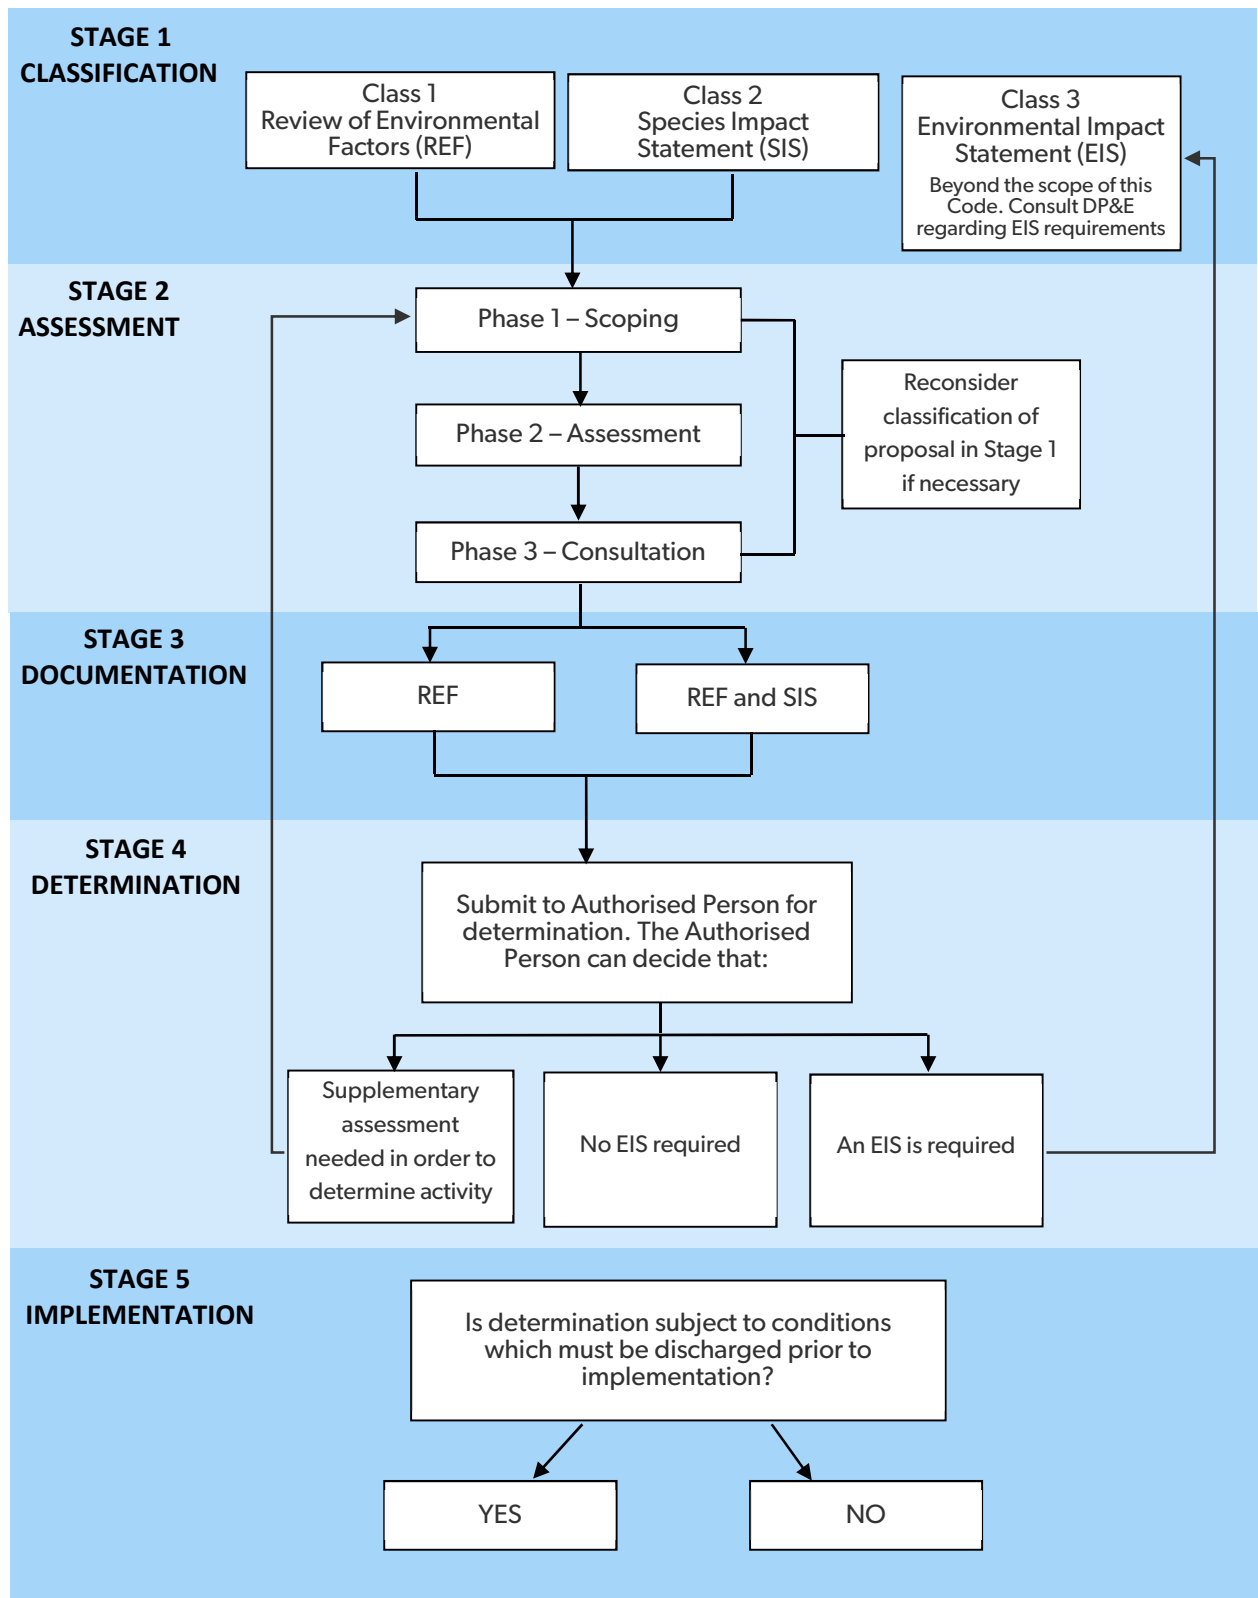 STAGE 1
CLASSIFICATION
Class 1
Review of Environmental
Factors (REF)
Class 2
Species Impact
Statement (SIS)
Class 3
Environmental Impact
Statement (EIS)
Beyond the scope of this
Code. Consult DP&E
regarding EIS requirements
STAGE 2
ASSESSMENT
Phase 1 – Scoping
Phase 2 – Assessment
Phase 3 – Consultation
Reconsider
classification of
proposal in Stage 1
if necessary
STAGE 3
DOCUMENTATION
REF
REF and SIS
STAGE 4
DETERMINATION
Submit to Authorised Person for
determination. The Authorised
Person can decide that:
Supplementary
assessment
needed in order to
determine activity
No EIS required
An EIS is required
STAGE 5
IMPLEMENTATION
Is determination subject to conditions
which must be discharged prior to
implementation?
YES
NO